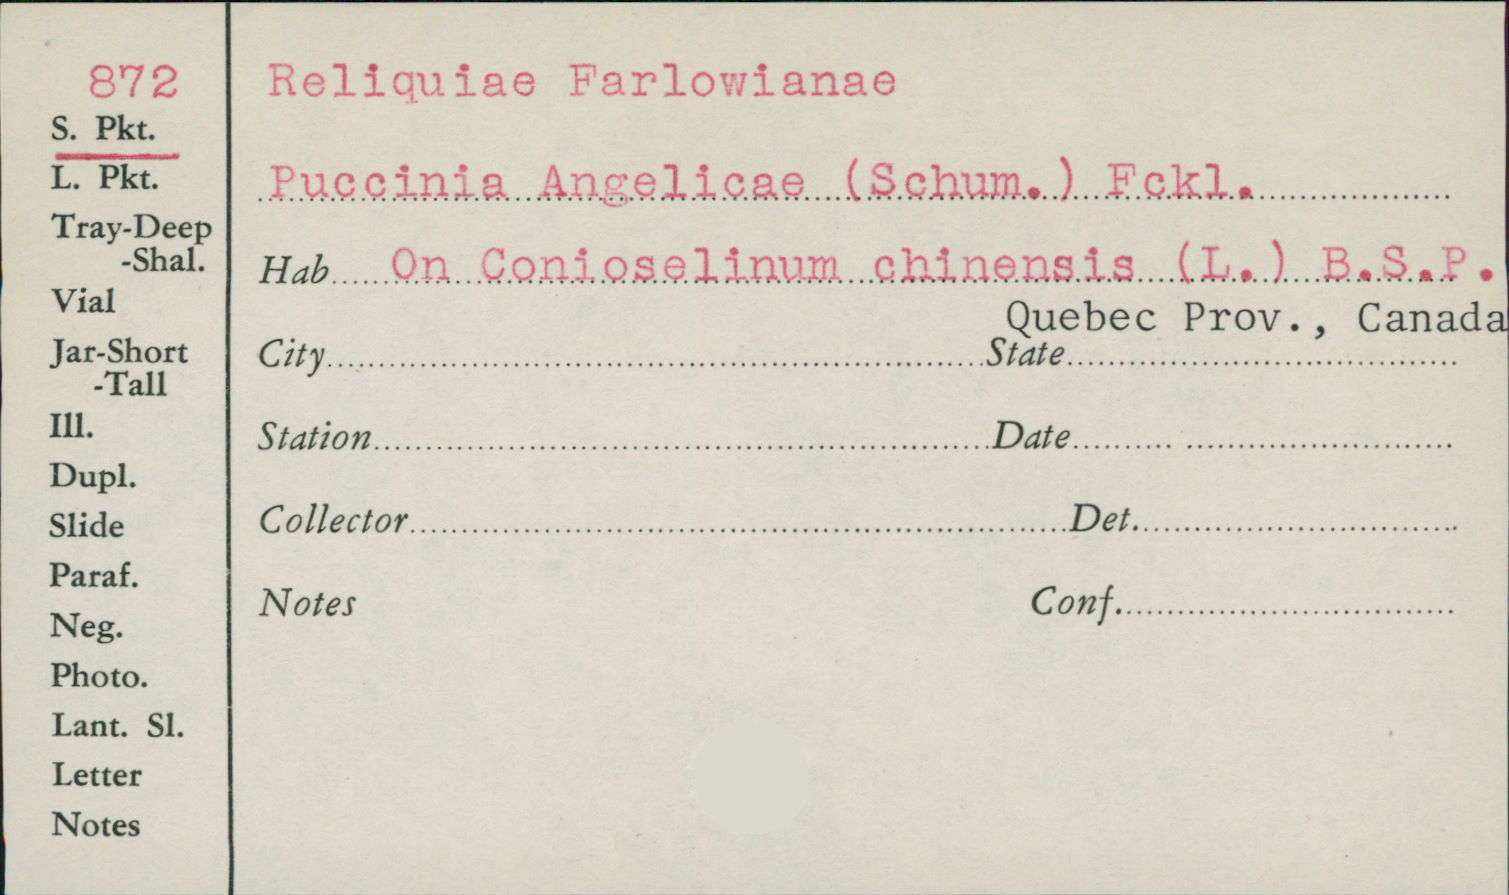 872
S. Pkt.
L. Pkt.
Tray-Deep
-Shal.
Vial
Jar-Short
-Tall
Ill.
Dupl.
Slide
Paraf.
Neg.
Photo.
Lant. Sl.
Letter
Notes
Reliquiae Farlowianae
Puccinia Angelicae (Schum.) Fckl.
Hab. On Conioselinum chinensis (L.) B.S.P.
Quebec Prov., Canada
City State
Station Date
Collector Det.
Notes Conf.